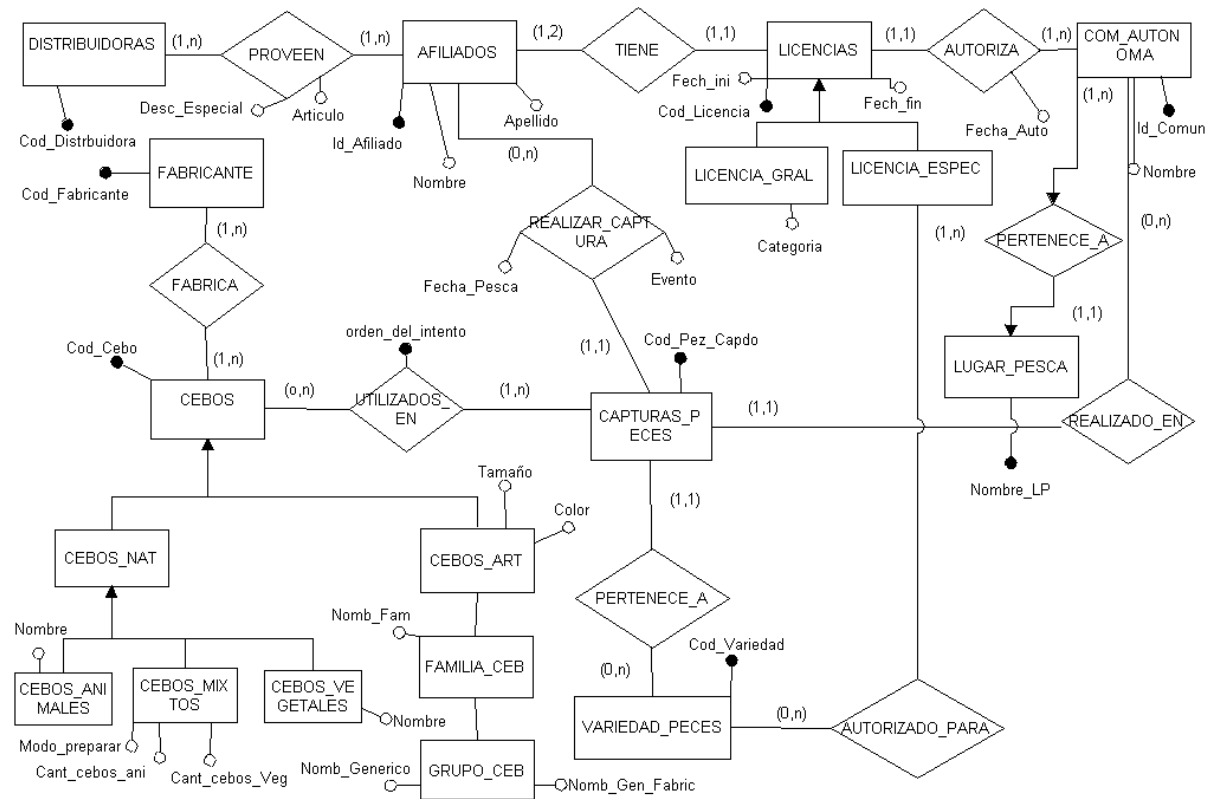 DISTRIBUIDORAS
(1,n)
PROVEEN
(1,n)
AFILIADOS
(1,2)
TIENE
(1,1)
LICENCIAS
(1,1)
AUTORIZA
(1,n)
COM_AUTON
OMA
Desc_Especial
Articulo
Cod_Distrbuidora
Id_Afiliado
Nombre
Apellido
(0,n)
Fech_ini
Cod_Licencia
Fech_fin
Fecha_Auto
(1,n)
Id_Comun
Nombre
Cod_Fabricante
FABRICANTE
(1,n)
LICENCIA_GRAL
LICENCIA_ESPEC
Categoria
(1,n)
(0,n)
REALIZAR_CAPT
URA
Fecha_Pesca
Evento
PERTENECE_A
FABRICA
(1,1)
LUGAR_PESCA
Nombre_LP
Cod_Cebo
(1,n)
orden_del_intento
(1,1)
Cod_Pez_Capdo
CEBOS
(o,n)
UTILIZADOS_
EN
(1,n)
CAPTURAS_P
ECES
(1,1)
REALIZADO_EN
Tamaño
Color
(1,1)
CEBOS_NAT
CEBOS_ART
PERTENECE_A
Nomb_Fam
FAMILIA_CEB
Nombre
CEBOS_ANI
MALES
CEBOS_MIX
TOS
CEBOS_VE
GETALES
Nombre
Modo_preparar
Cant_cebos_ani
Cant_cebos_Veg
(0,n)
Cod_Variedad
VARIEDAD_PECES
(0,n)
AUTORIZADO_PARA
Nomb_Generico
GRUPO_CEB
Nomb_Gen_Fabric